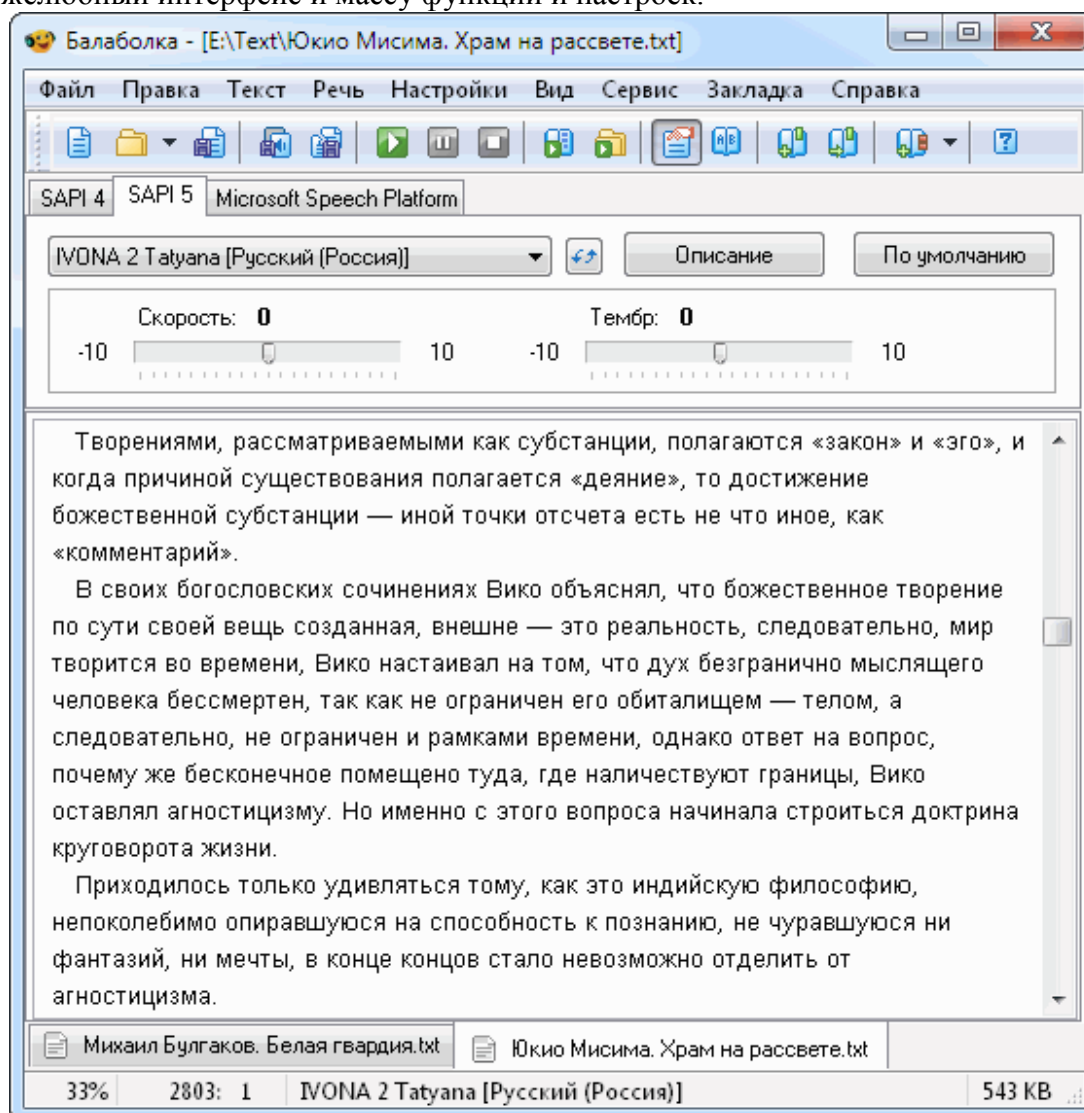 желюбный интерфейс и массу функций и настроек.
Балаболка - [E:\Text\Юкио Мисима. Храм на рассвете.txt]
Файл Правка Текст Речь Настройки Вид Сервис Закладка Справка
SAPI 4 SAPI 5 Microsoft Speech Platform
IVONA 2 Tatyana [Русский (Россия)] Описание По умолчанию
Скорость: 0 Тембр: 0
-10 10 -10 10
Творениями, рассматриваемыми как субстанции, полагаются «закон» и «эго», и
когда причиной существования полагается «деяние», то достижение
божественной субстанции — иной точки отсчета есть не что иное, как
«комментарий».
В своих богословских сочинениях Вико объяснял, что божественное творение
по сути своей вещь созданная, внешне — это реальность, следовательно, мир
творится во времени, Вико настаивал на том, что дух безгранично мыслящего
человека бессмертен, так как не ограничен его обиталищем — телом, а
следовательно, не ограничен и рамками времени, однако ответ на вопрос,
почему же бесконечное помещено туда, где наличествуют границы, Вико
оставлял агностицизму. Но именно с этого вопроса начинала строиться доктрина
круговорота жизни.
Приходилось только удивляться тому, как это индийскую философию,
непоколебимо опиравшуюся на способность к познанию, не чуравшуюся ни
фантазий, ни мечты, в конце концов стало невозможно отделить от
агностицизма.
Михаил Булгаков. Белая гвардия.txt Юкио Мисима. Храм на рассвете.txt
33% 2803: 1 IVONA 2 Tatyana [Русский (Россия)] 543 KB